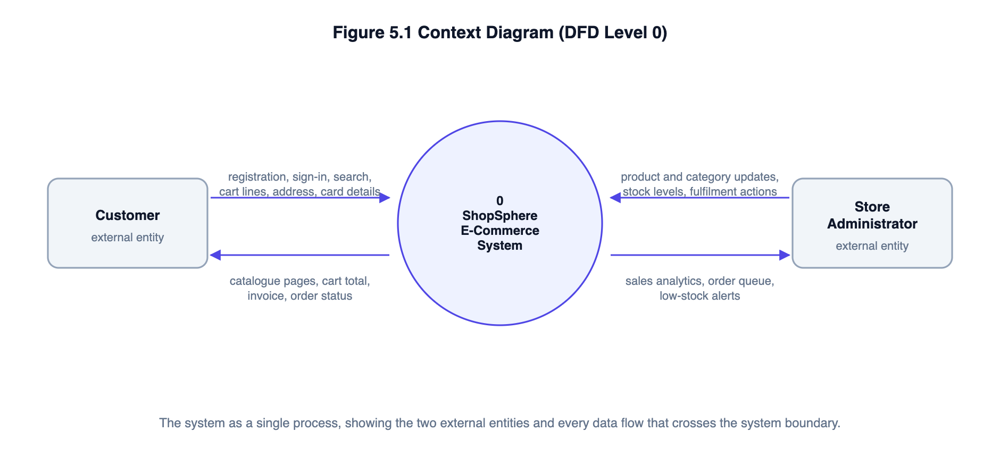 Figure 5.1 Context Diagram (DFD Level 0)
registration, sign-in, search,
cart lines, address, card details
product and category updates,
stock levels, fulfilment actions
Customer
external entity
0
ShopSphere
E-Commerce
System
Store
Administrator
external entity
catalogue pages, cart total,
invoice, order status
sales analytics, order queue,
low-stock alerts
The system as a single process, showing the two external entities and every data flow that crosses the system boundary.